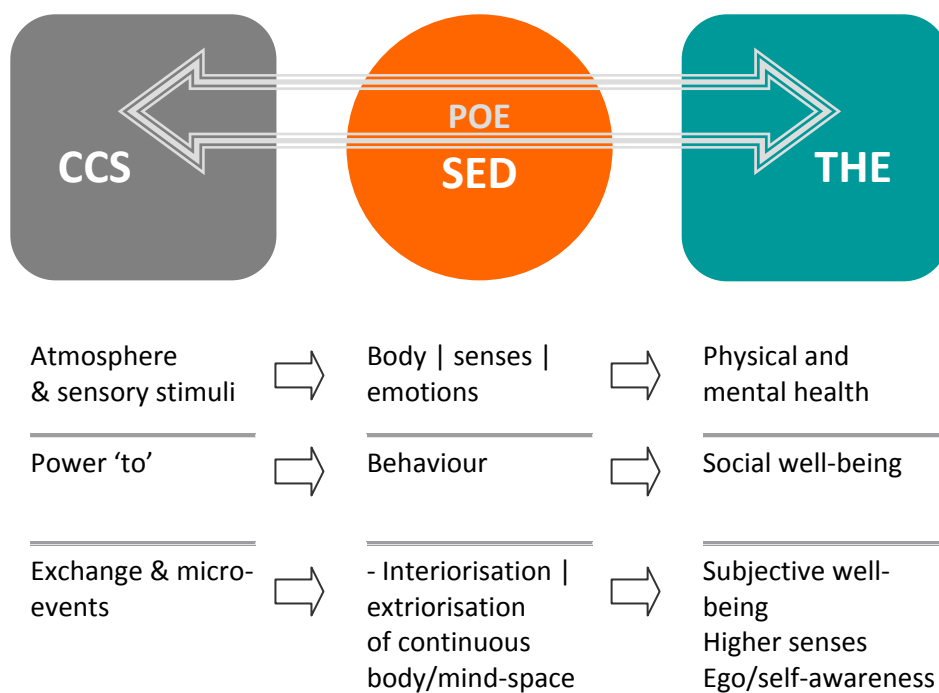 POE
CCS
SED
THE
Atmosphere
& sensory stimuli
Body | senses |
emotions
Physical and
mental health
Power ‘to’
Behaviour
Social well-being
Exchange & micro-
events
- Interiorisation |
extriorisation
of continuous
body/mind-space
Subjective well-
being
Higher senses
Ego/self-awareness